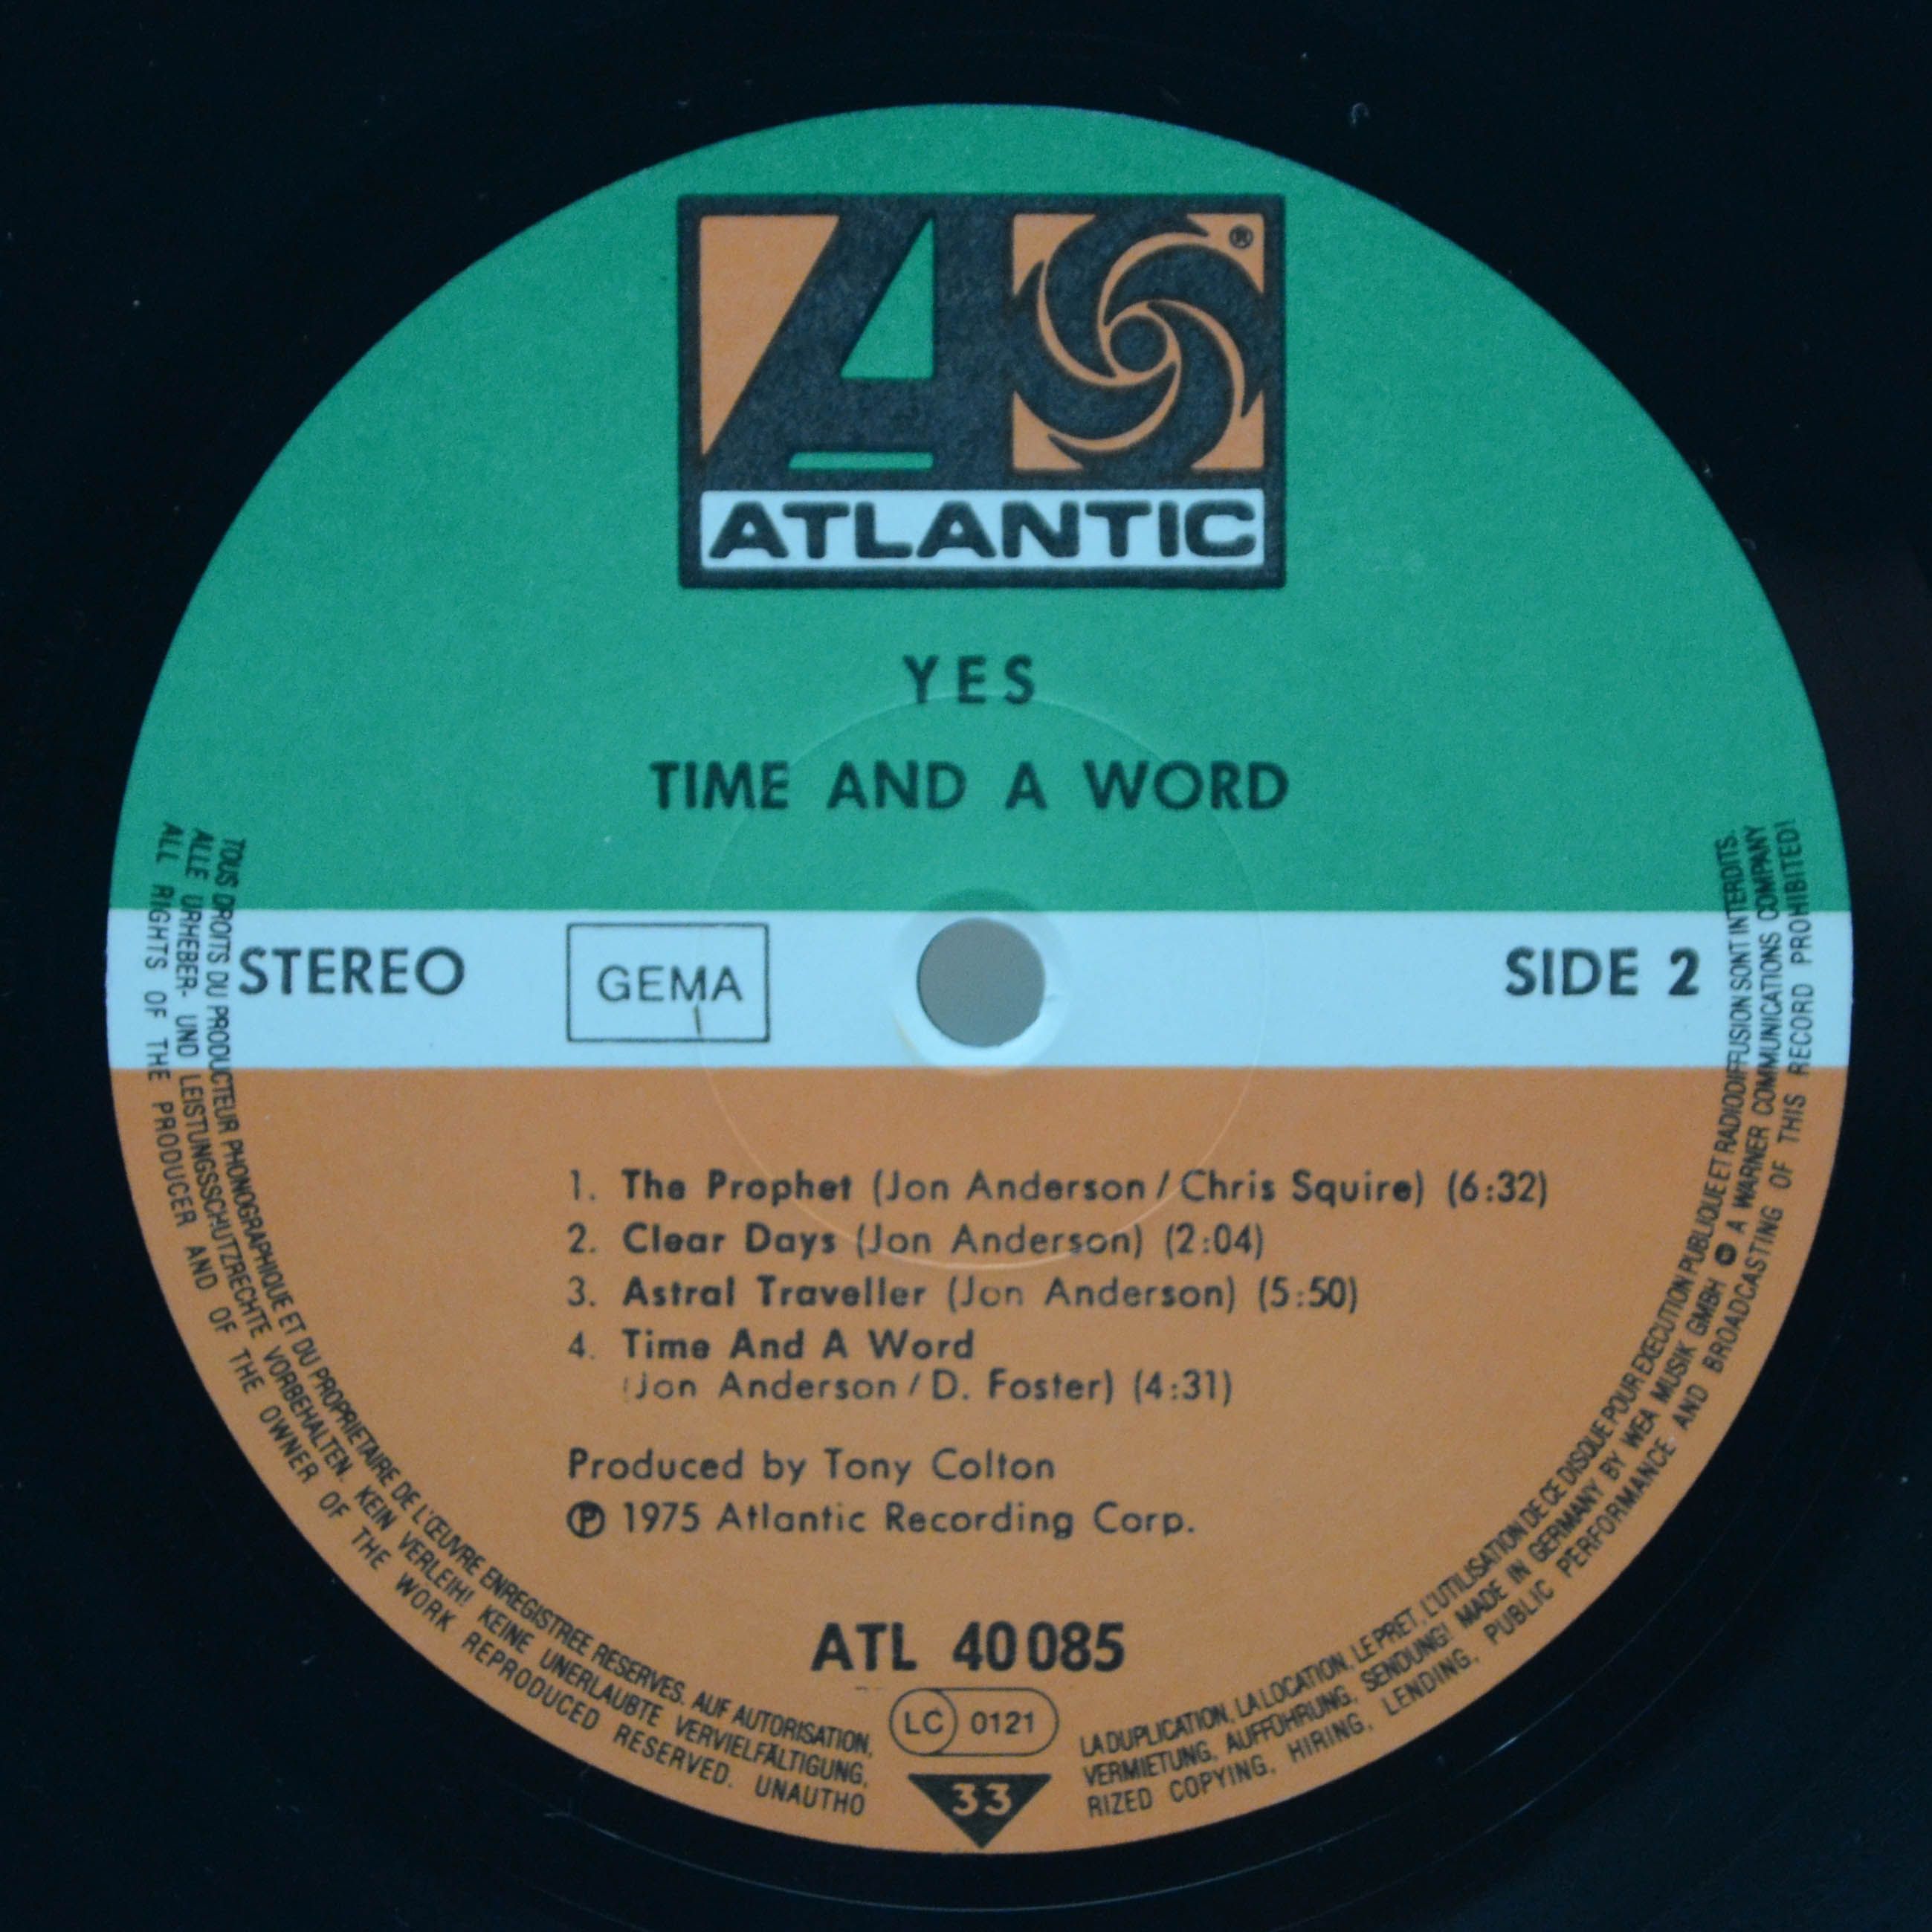 ®
ATLANTIC
YES
TIME AND A WORD
STEREO
GEMA
SIDE 2
1. The Prophet (Jon Anderson / Chris Squire) (6:32)
2. Clear Days (Jon Anderson) (2:04)
3. Astral Traveller (Jon Anderson) (5:50)
4. Time And A Word
(Jon Anderson / D. Foster) (4:31)
Produced by Tony Colton
℗ 1975 Atlantic Recording Corp.
ATL 40 085
LC 0121
33
TOUS DROITS DU PRODUCTEUR PHONOGRAPHIQUE ET DU PROPRIETAIRE DE L'ŒUVRE ENREGISTREE RESERVES. AUF AUTORISATION, LA DUPLICATION, LA LOCATION, LE PRET, L'UTILISATION DE CE DISQUE POUR EXECUTION PUBLIQUE ET RADIODIFFUSION SONT INTERDITS.
ALLE URHEBER- UND LEISTUNGSSCHUTZRECHTE VORBEHALTEN. KEIN VERLEIH! KEINE UNERLAUBTE VERVIELFÄLTIGUNG, VERMIETUNG, AUFFÜHRUNG, SENDUNG! MADE IN GERMANY BY WEA MUSIK GMBH A WARNER COMMUNICATIONS COMPANY
ALL RIGHTS OF THE PRODUCER AND OF THE OWNER OF THE WORK REPRODUCED RESERVED. UNAUTHO RIZED COPYING, HIRING, LENDING, PUBLIC PERFORMANCE AND BROADCASTING OF THIS RECORD PROHIBITED!